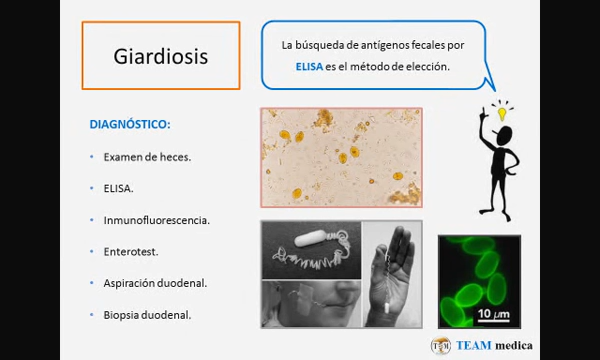 Giardiosis
La búsqueda de antígenos fecales por
ELISA es el método de elección.
DIAGNÓSTICO:
• Examen de heces.
• ELISA.
• Inmunofluorescencia.
• Enterotest.
• Aspiración duodenal.
• Biopsia duodenal.
10 µm
TEAM medica